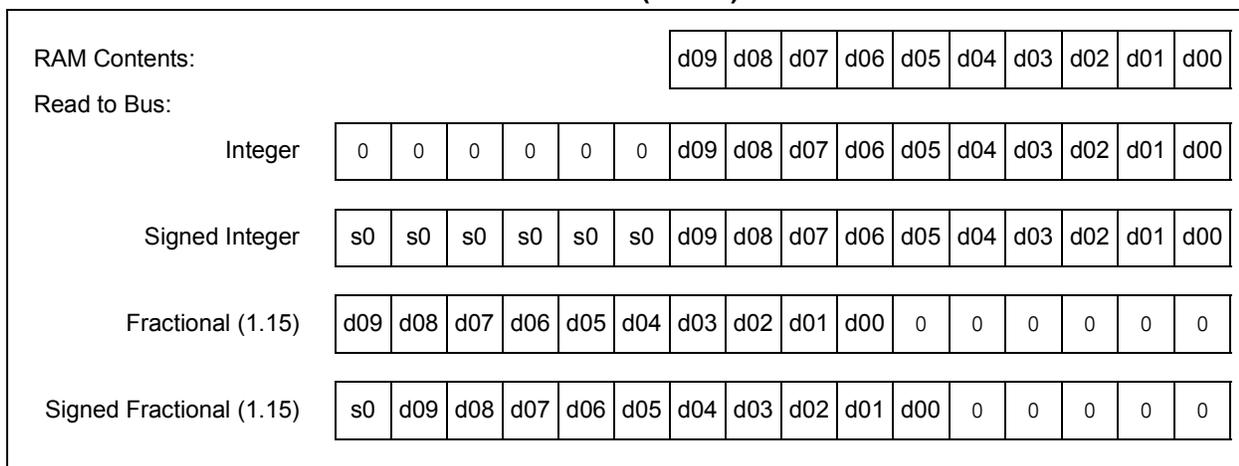 RAM Contents: d09 d08 d07 d06 d05 d04 d03 d02 d01 d00
Read to Bus:
Integer 0 0 0 0 0 0 d09 d08 d07 d06 d05 d04 d03 d02 d01 d00
Signed Integer s0 s0 s0 s0 s0 s0 d09 d08 d07 d06 d05 d04 d03 d02 d01 d00
Fractional (1.15) d09 d08 d07 d06 d05 d04 d03 d02 d01 d00 0 0 0 0 0 0
Signed Fractional (1.15) s0 d09 d08 d07 d06 d05 d04 d03 d02 d01 d00 0 0 0 0 0